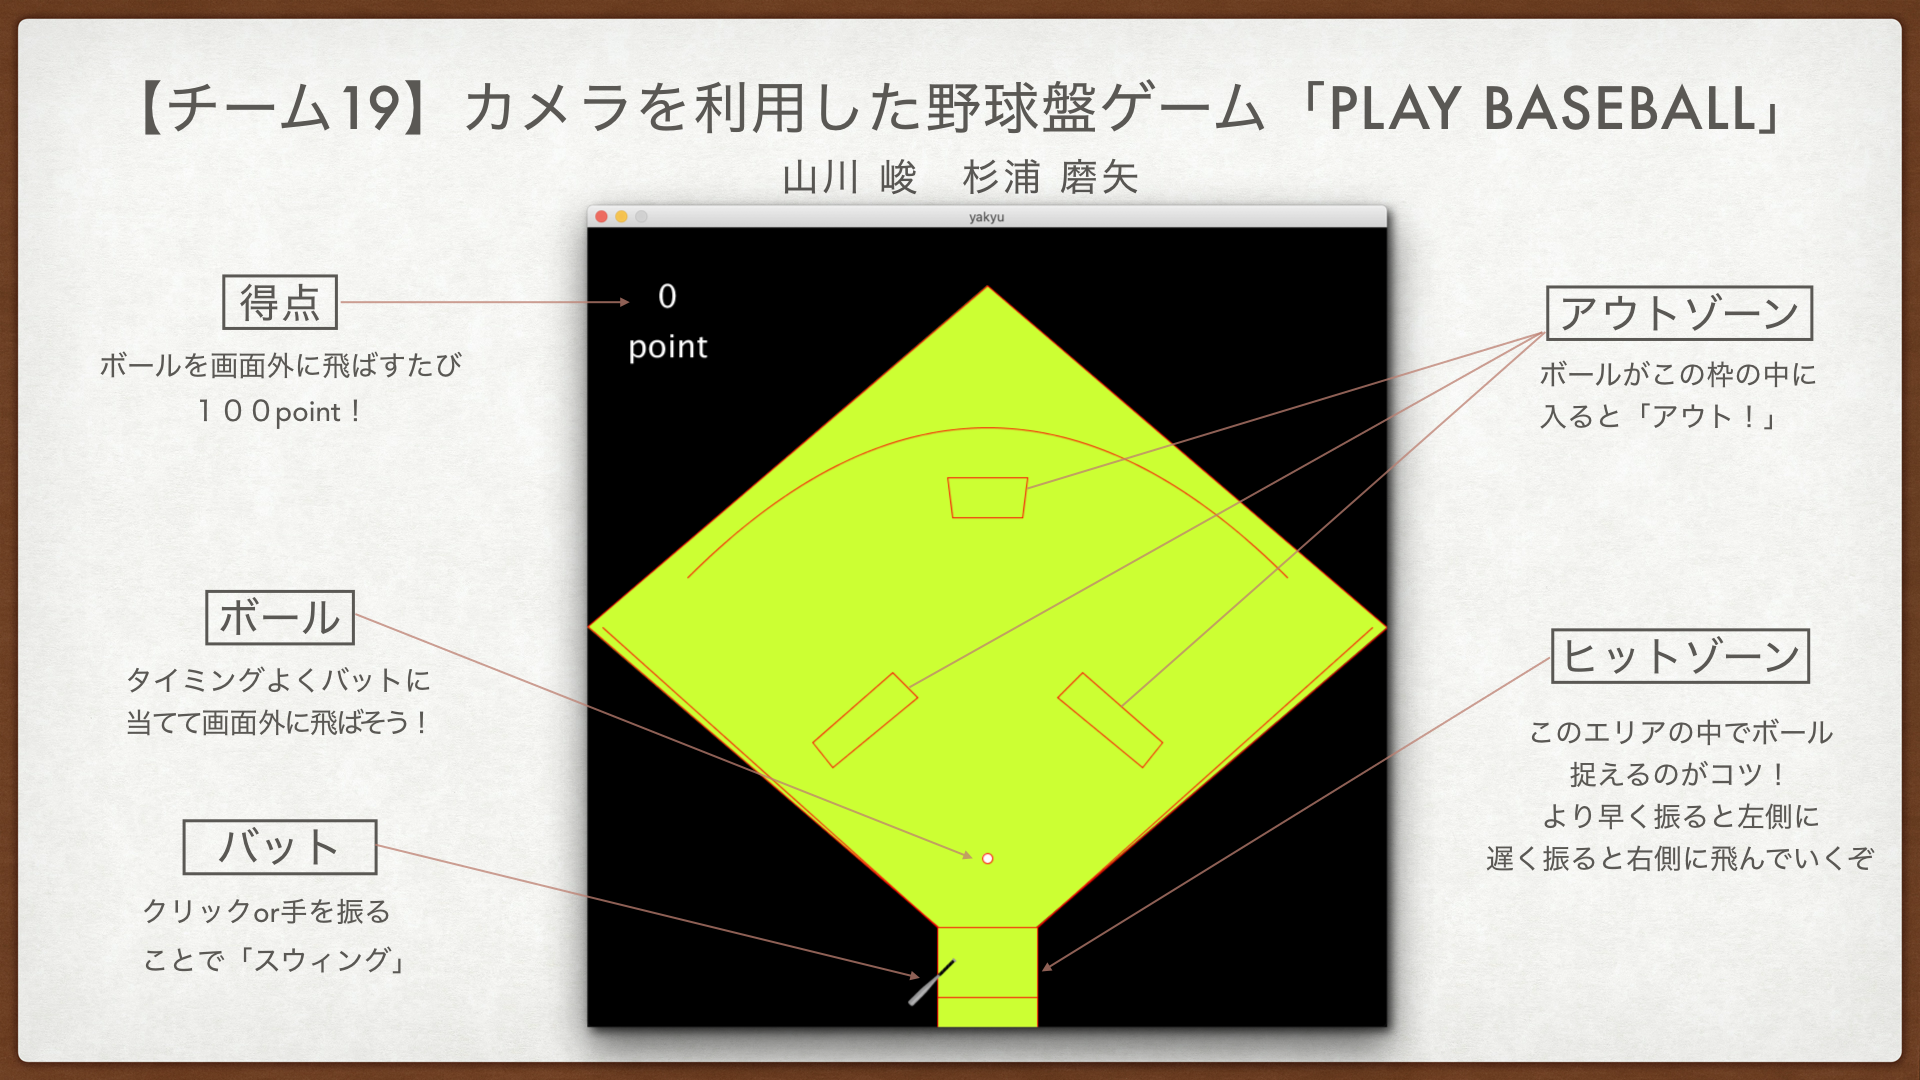 【チーム19】カメラを利用した野球盤ゲーム「PLAY BASEBALL」
山川 峻　杉浦 磨矢
yakyu
0
point
得点
ボールを画面外に飛ばすたび
１００point！
ボール
タイミングよくバットに
当てて画面外に飛ばそう！
バット
クリックor手を振る
ことで「スウィング」
アウトゾーン
ボールがこの枠の中に
入ると「アウト！」
ヒットゾーン
このエリアの中でボール
捉えるのがコツ！
より早く振ると左側に
遅く振ると右側に飛んでいくぞ